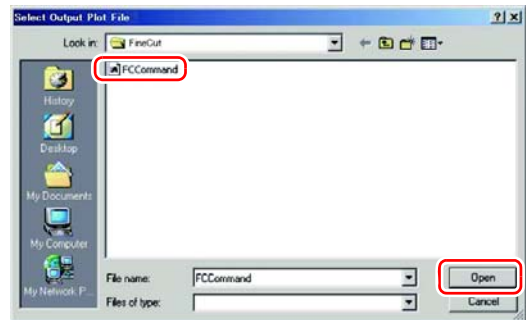 Select Output Plot File
Look in: FineCut
FCCommand
History
Desktop
My Documents
My Computer
My Network P...
File name: FCCommand Open
Files of type: Cancel